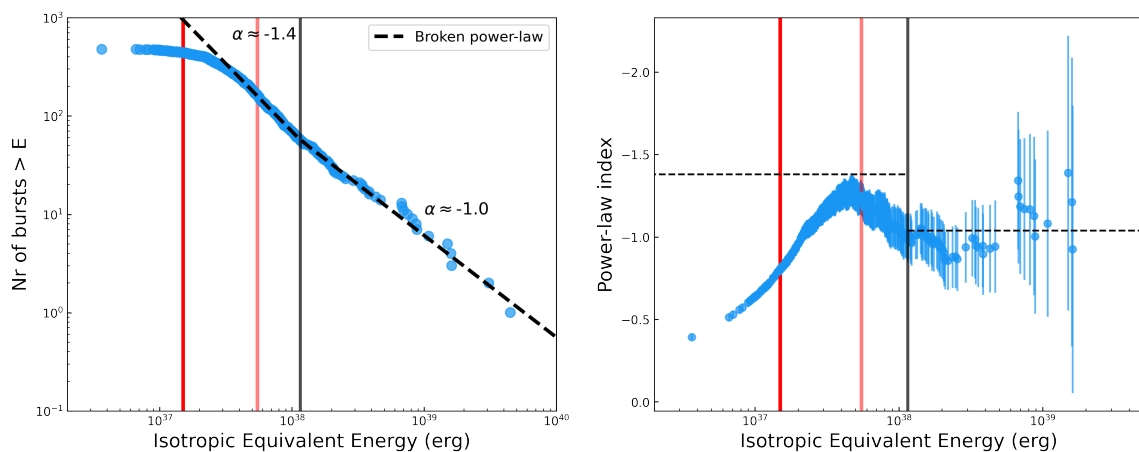 10³
10²
10¹
10⁰
10⁻¹
Nr of bursts > E
α ≈ -1.4
Broken power-law
α ≈ -1.0
10³⁷
10³⁸
10³⁹
10⁴⁰
Isotropic Equivalent Energy (erg)
−2.0
−1.5
−1.0
−0.5
0.0
Power-law index
10³⁷
10³⁸
10³⁹
Isotropic Equivalent Energy (erg)